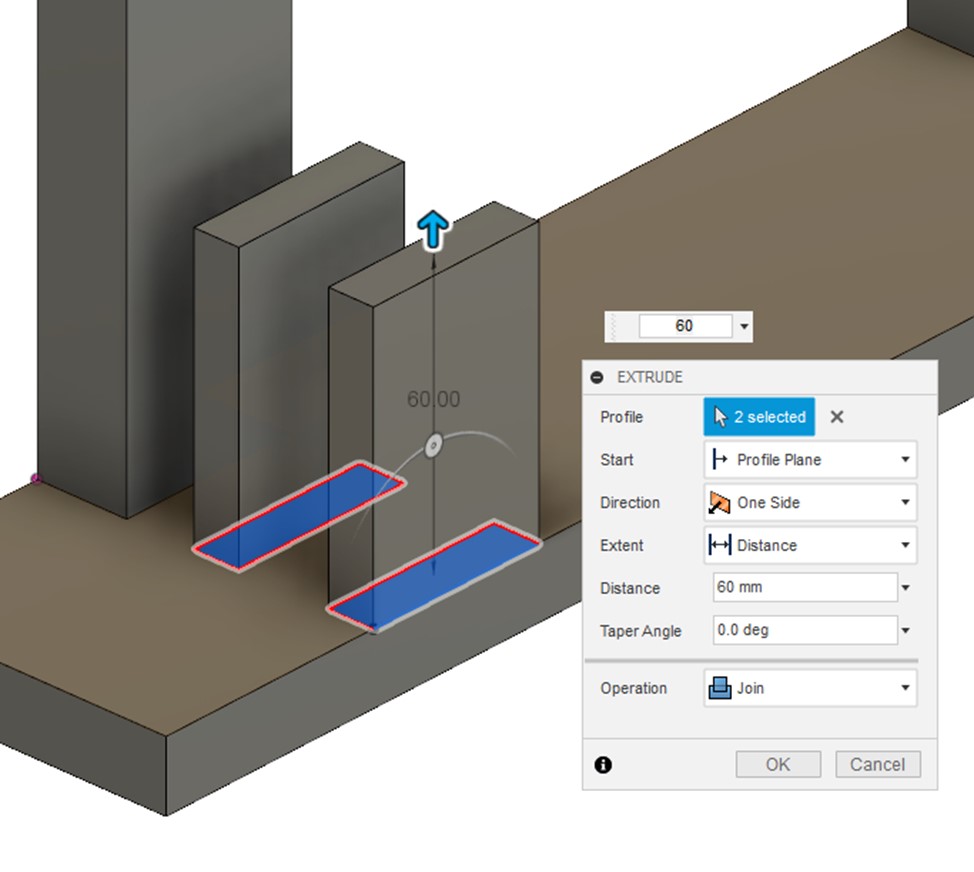 60.00
60
EXTRUDE
Profile 2 selected
Start Profile Plane
Direction One Side
Extent Distance
Distance 60 mm
Taper Angle 0.0 deg
Operation Join
OK Cancel